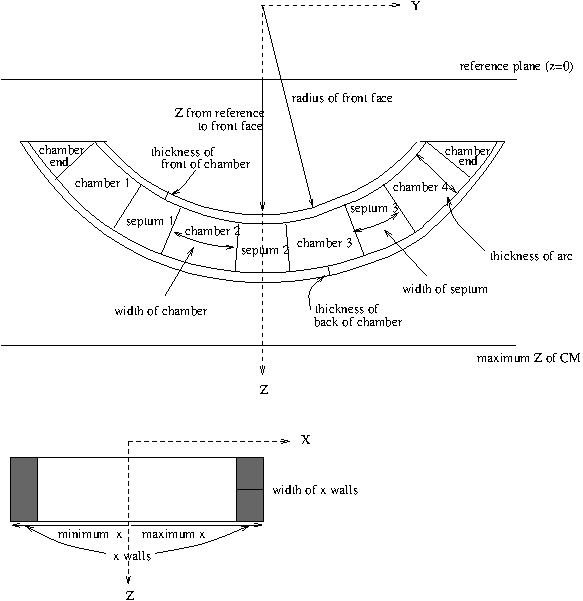 Y
reference plane (z=0)
radius of front face
Z from reference
to front face
thickness of
front of chamber
chamber
end
chamber
end
chamber 1
chamber 4
septum 1
chamber 2
septum 3
septum 2
chamber 3
thickness of arc
width of septum
width of chamber
thickness of
back of chamber
maximum Z of CM
Z
X
width of x walls
minimum x
maximum x
x walls
Z